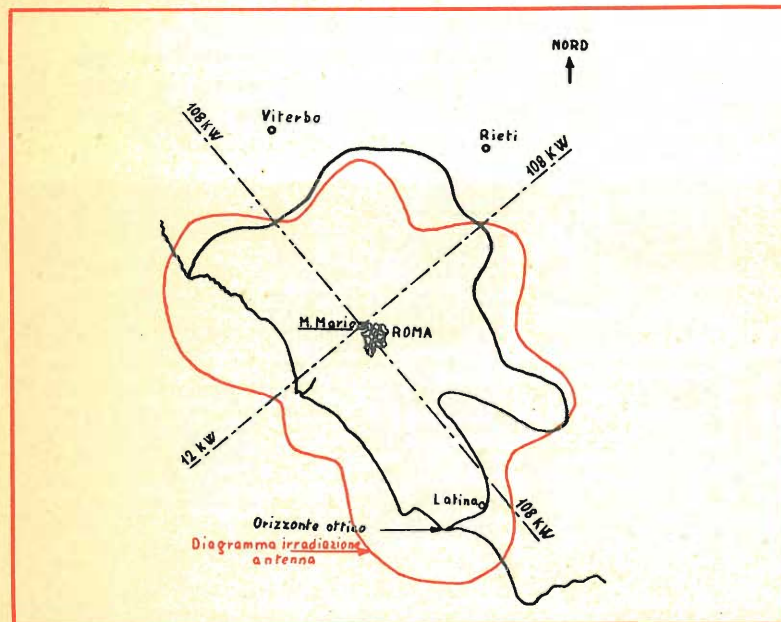 NORD
Viterbo
Rieti
108 KW
108 KW
M. Mario
ROMA
12 KW
Latina
108 KW
Orizzonte ottico
Diagramma irradiazione
antenna